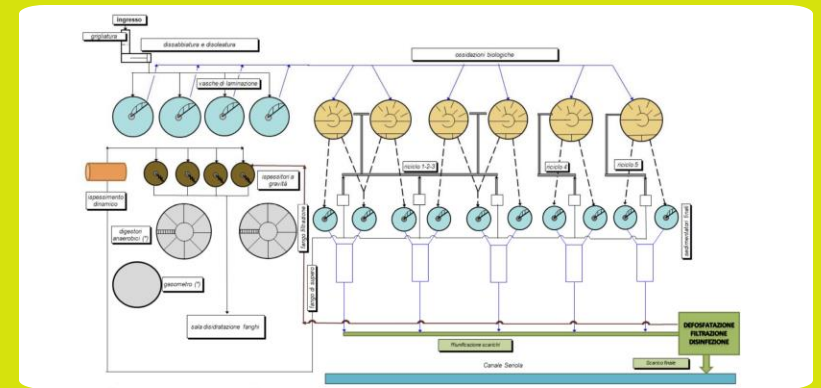 ingresso
grigliatura
dissabbiatura e disoleatura
ossidazioni biologiche
vasche di laminazione
riciclo 1-2-3
riciclo 4
riciclo 5
ispessitori a
gravità
ispessimento
dinamico
digestori
anaerobici (*)
fango filtrazione
sedimentatori finali
gasometro (*)
fango di supero
sala disidratazione fanghi
DEFOSFATAZIONE
FILTRAZIONE
DISINFEZIONE
Riunificazione scarichi
Scarico finale
Canale Seriola